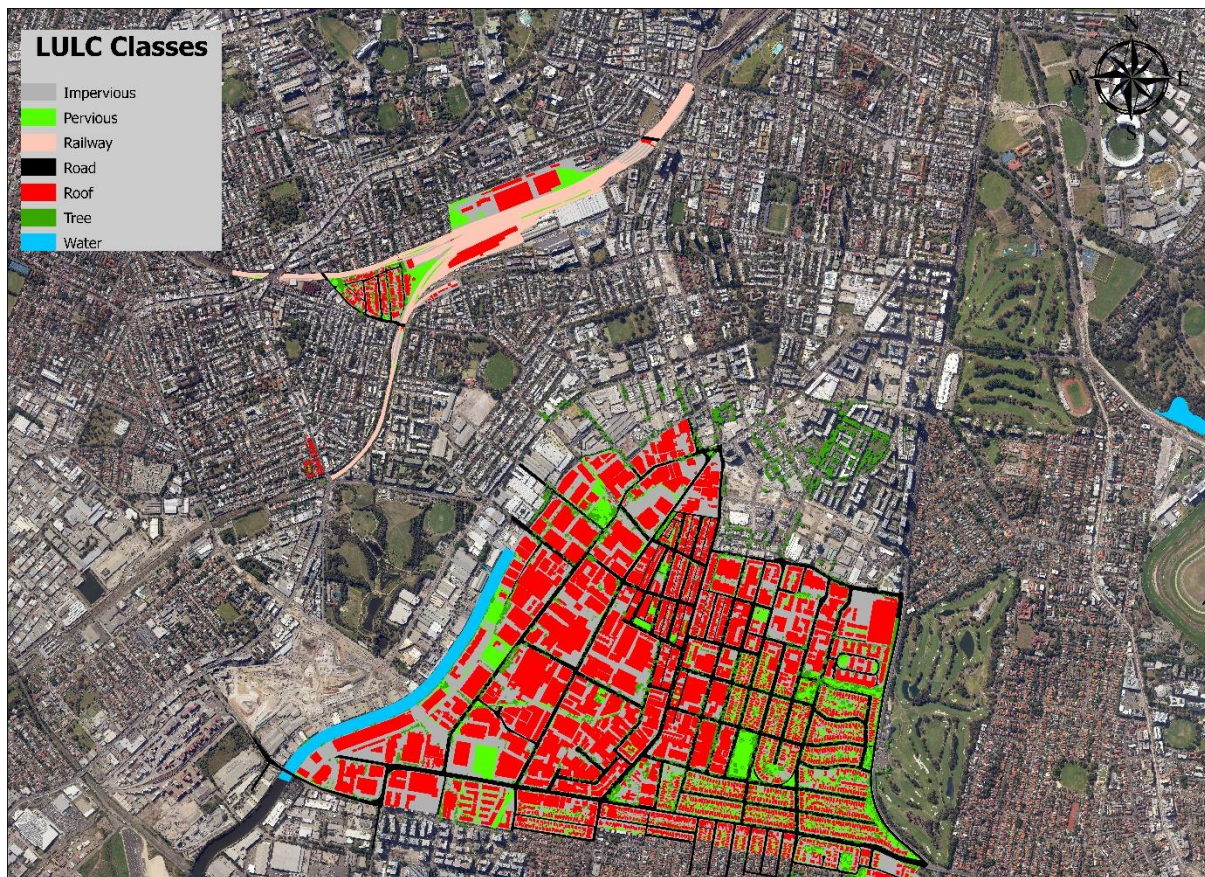 LULC Classes
Impervious
Pervious
Railway
Road
Roof
Tree
Water
N
W
E
S